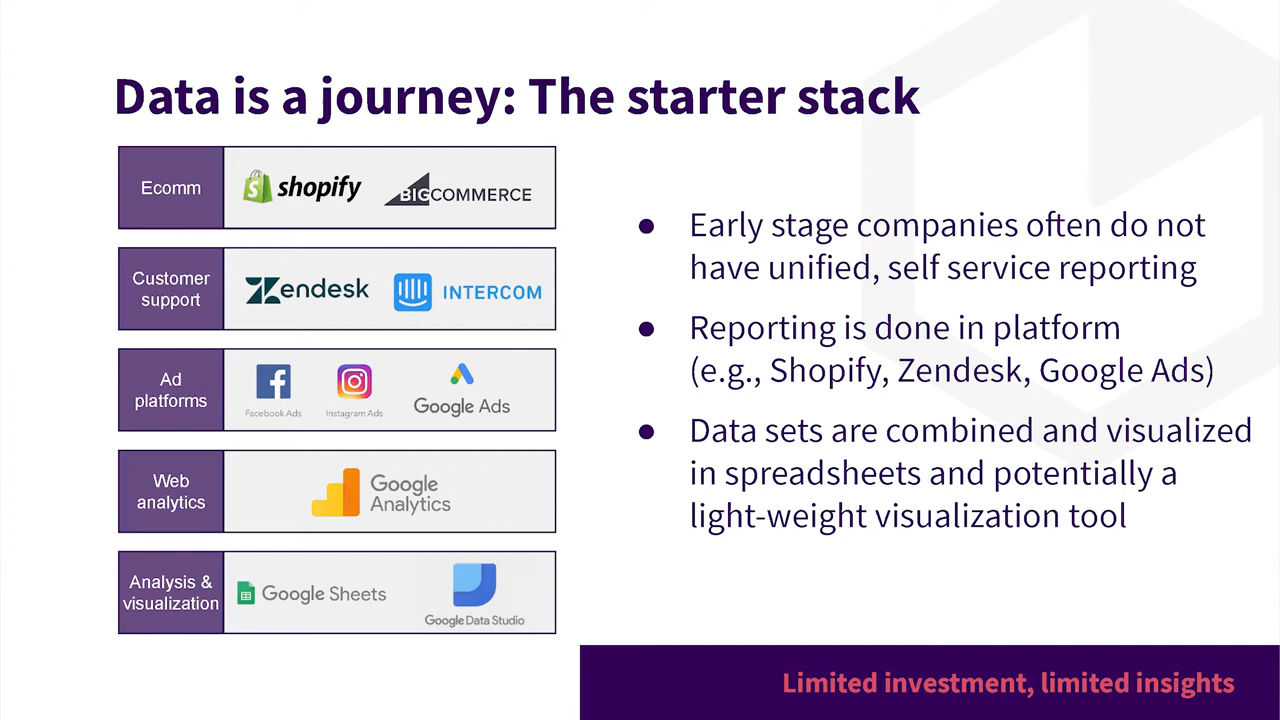 Data is a journey: The starter stack
Ecomm
shopify
BIGCOMMERCE
Customer
support
zendesk
INTERCOM
Ad
platforms
Facebook Ads
Instagram Ads
Google Ads
Web
analytics
Google
Analytics
Analysis &
visualization
Google Sheets
Google Data Studio
● Early stage companies often do not
have unified, self service reporting
● Reporting is done in platform
(e.g., Shopify, Zendesk, Google Ads)
● Data sets are combined and visualized
in spreadsheets and potentially a
light-weight visualization tool
Limited investment, limited insights